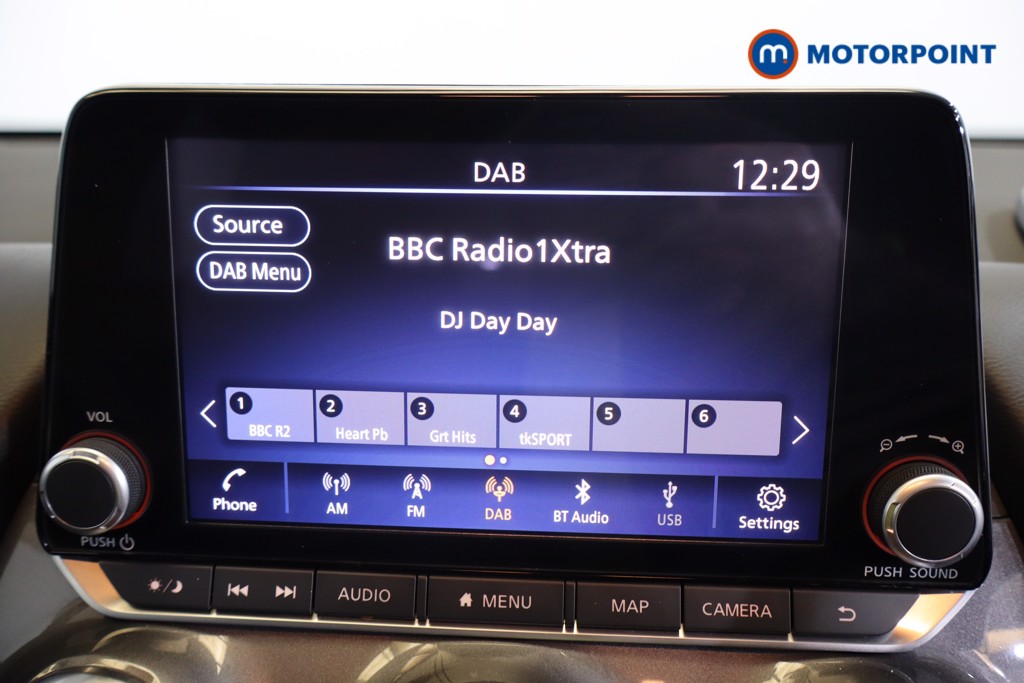 m.
MOTORPOINT
DAB
12:29
Source
DAB Menu
BBC Radio1Xtra
DJ Day Day
1
BBC R2
2
Heart Pb
3
Grt Hits
4
tkSPORT
5
6
VOL
PUSH
Phone
AM
FM
DAB
BT Audio
USB
Settings
PUSH SOUND
AUDIO
MENU
MAP
CAMERA